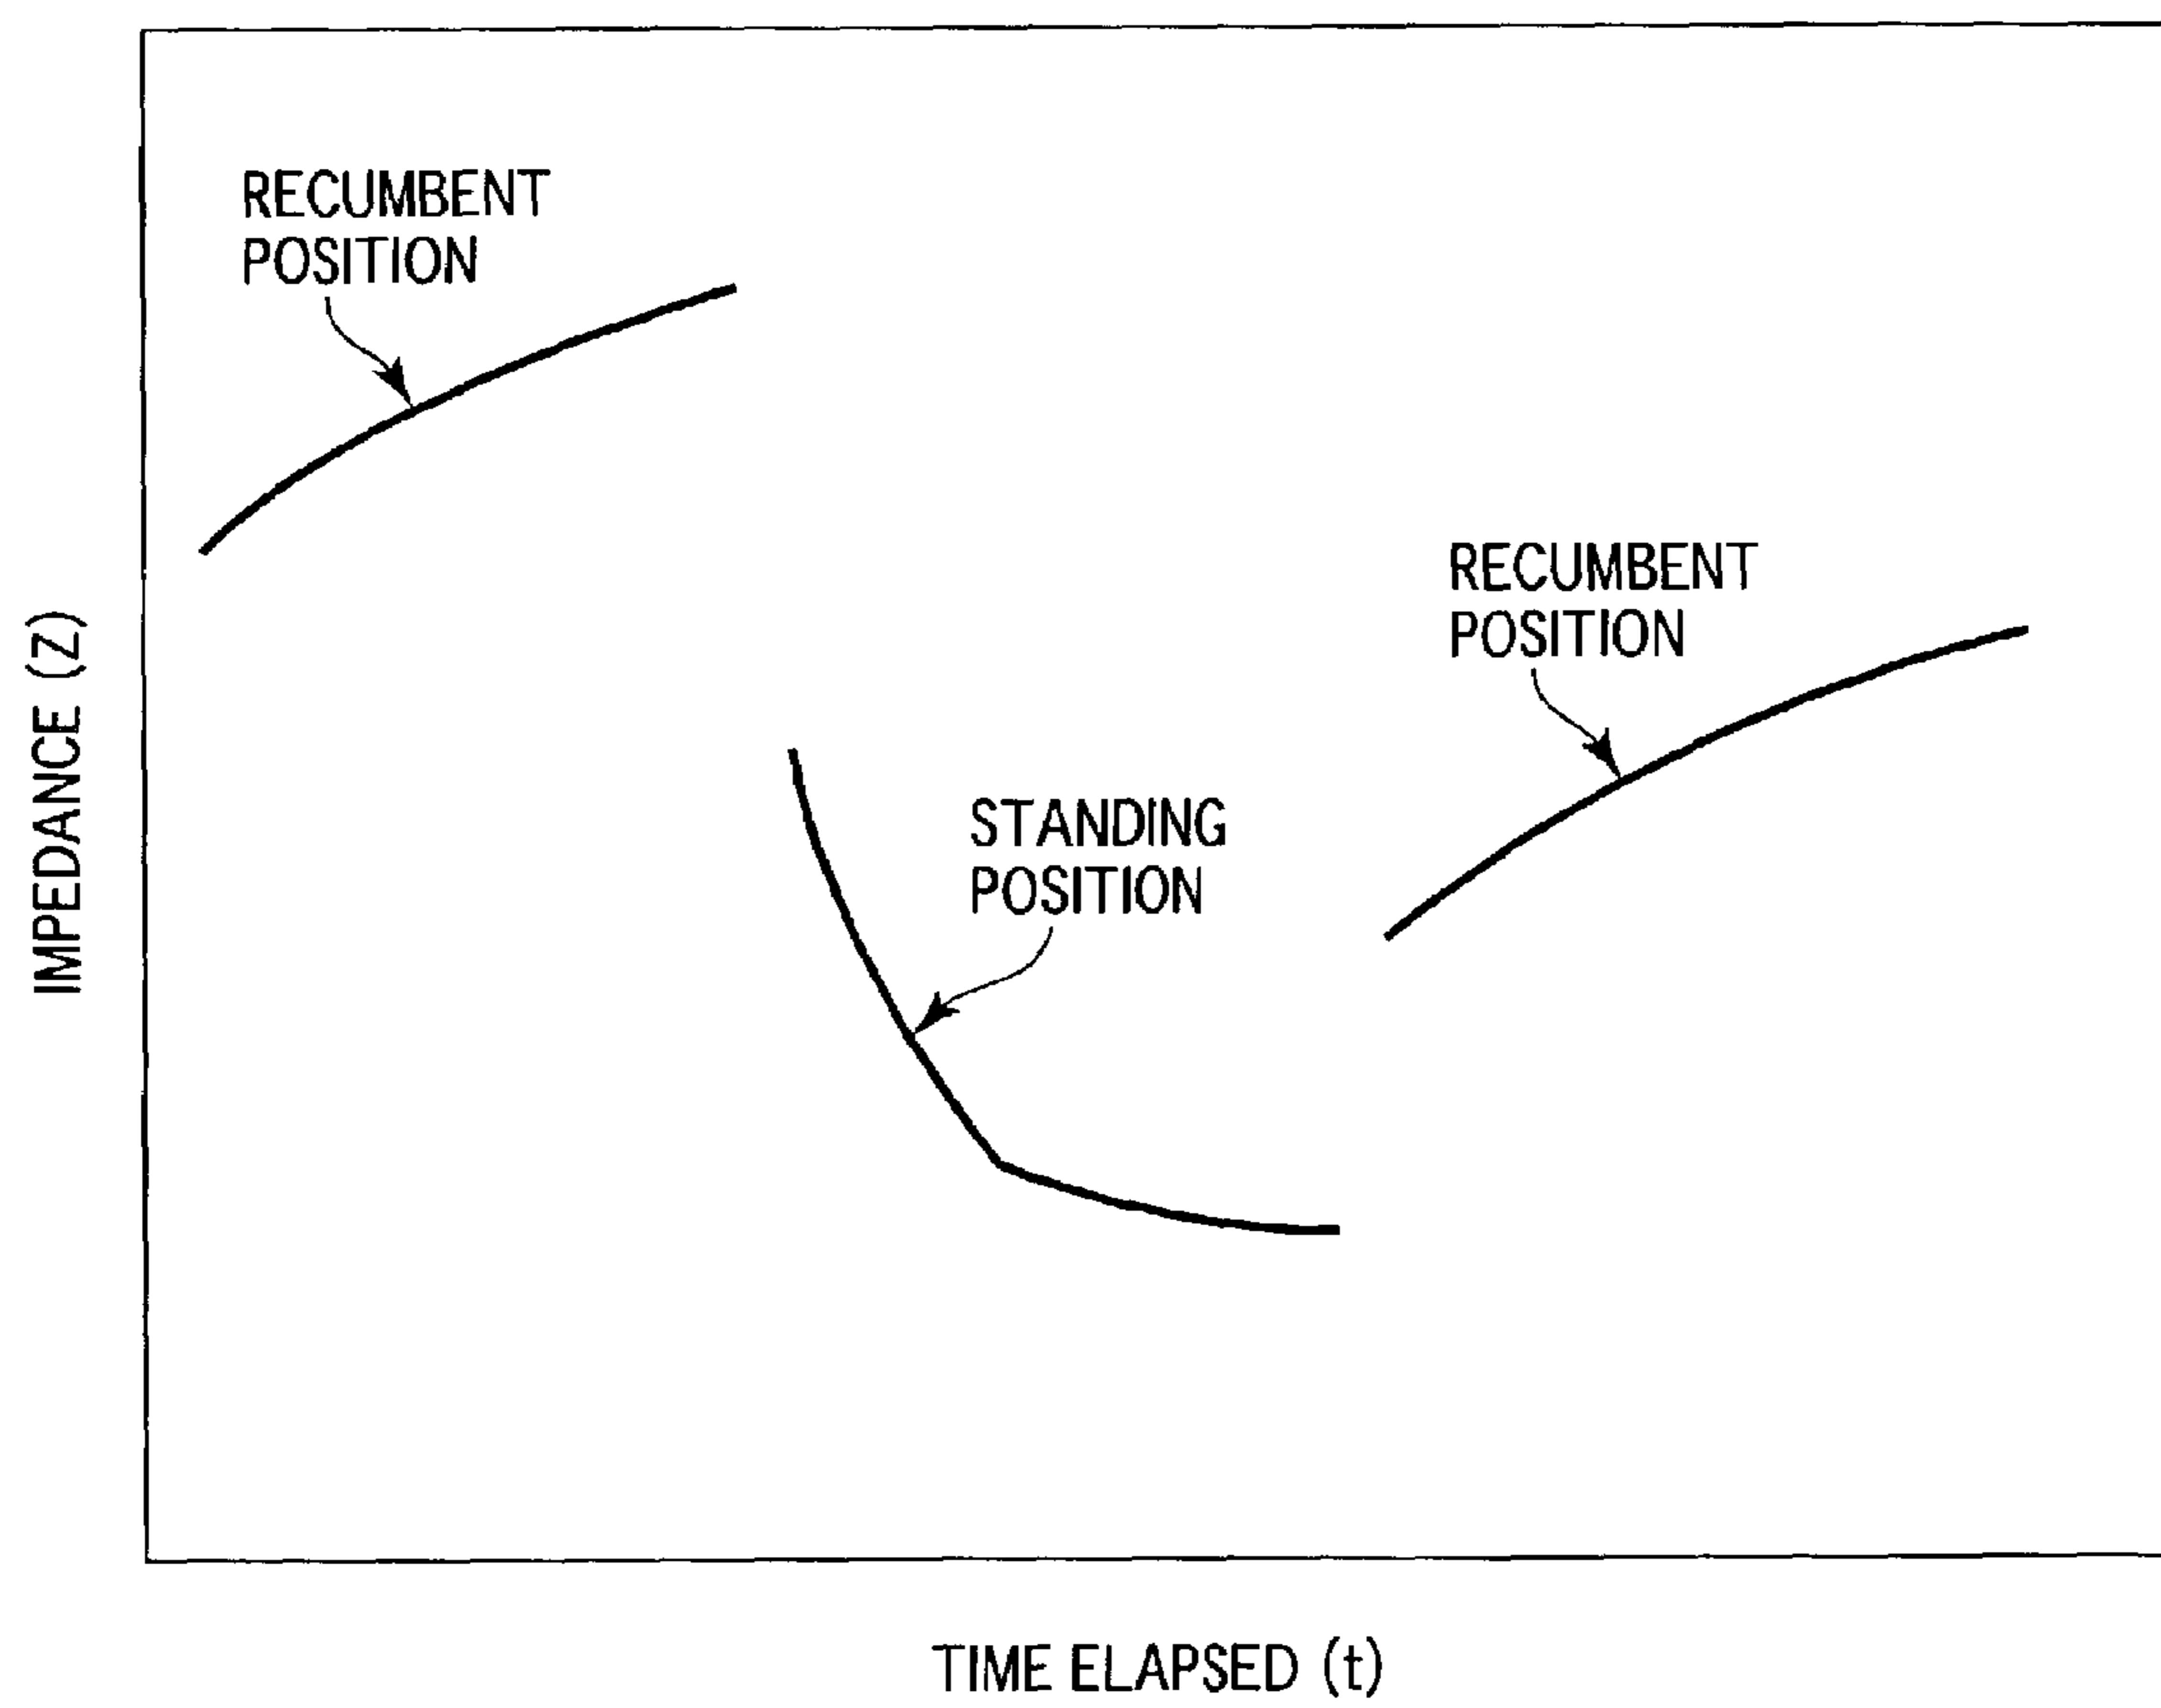 RECUMBENT
POSITION
RECUMBENT
POSITION
STANDING
POSITION
IMPEDANCE (Z)
TIME ELAPSED (t)